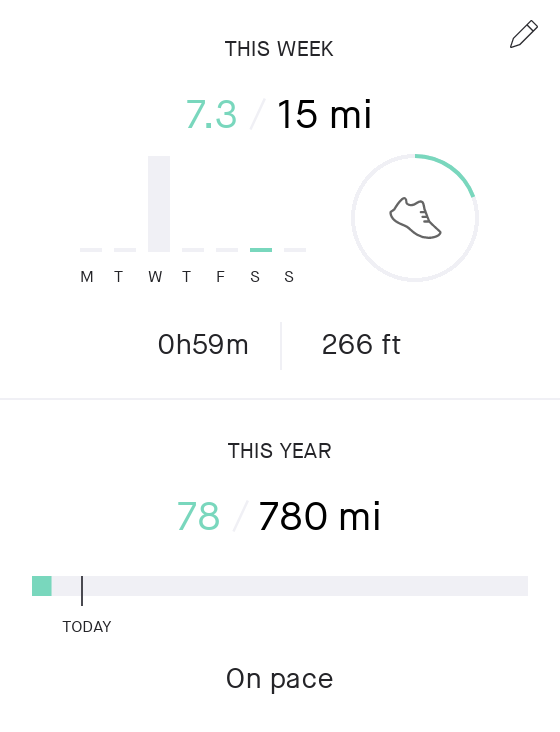 THIS WEEK
7.3 / 15 mi
M T W T F S S
0h59m 266 ft
THIS YEAR
78 / 780 mi
TODAY
On pace